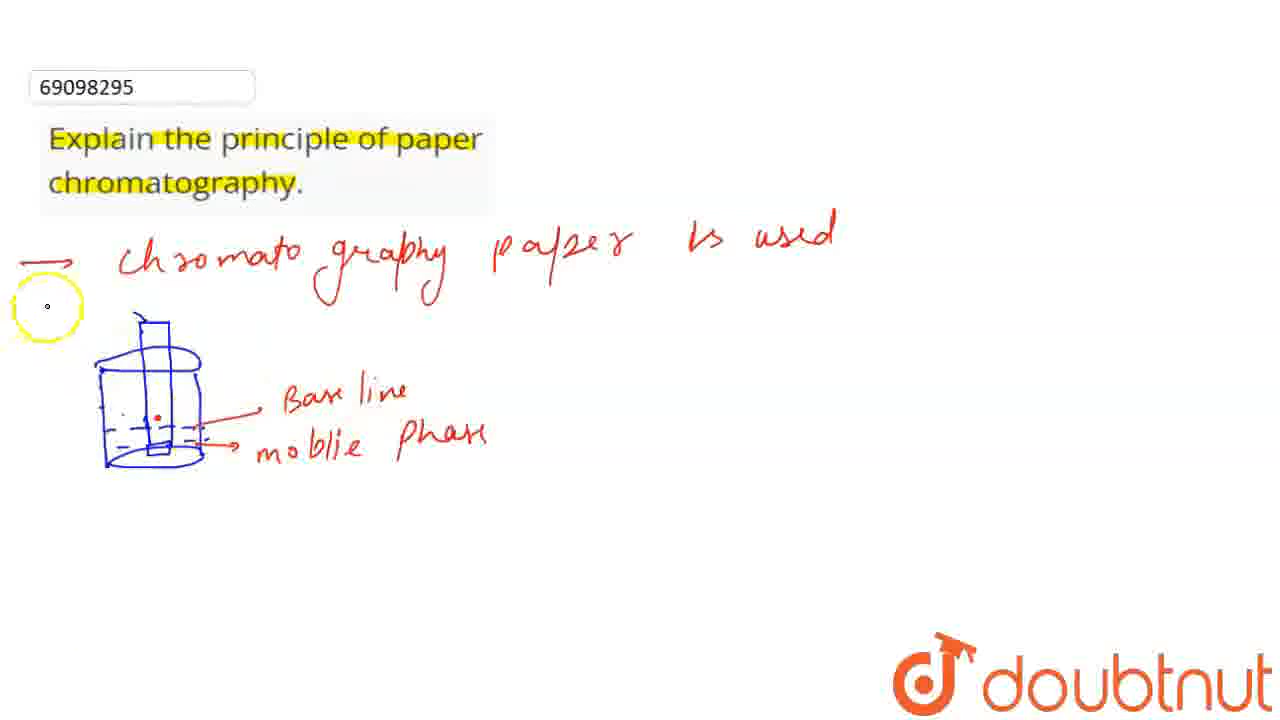 69098295
Explain the principle of paper
chromatography.
→ chromato graphy paper is used
Base line
moblie phase
doubtnut